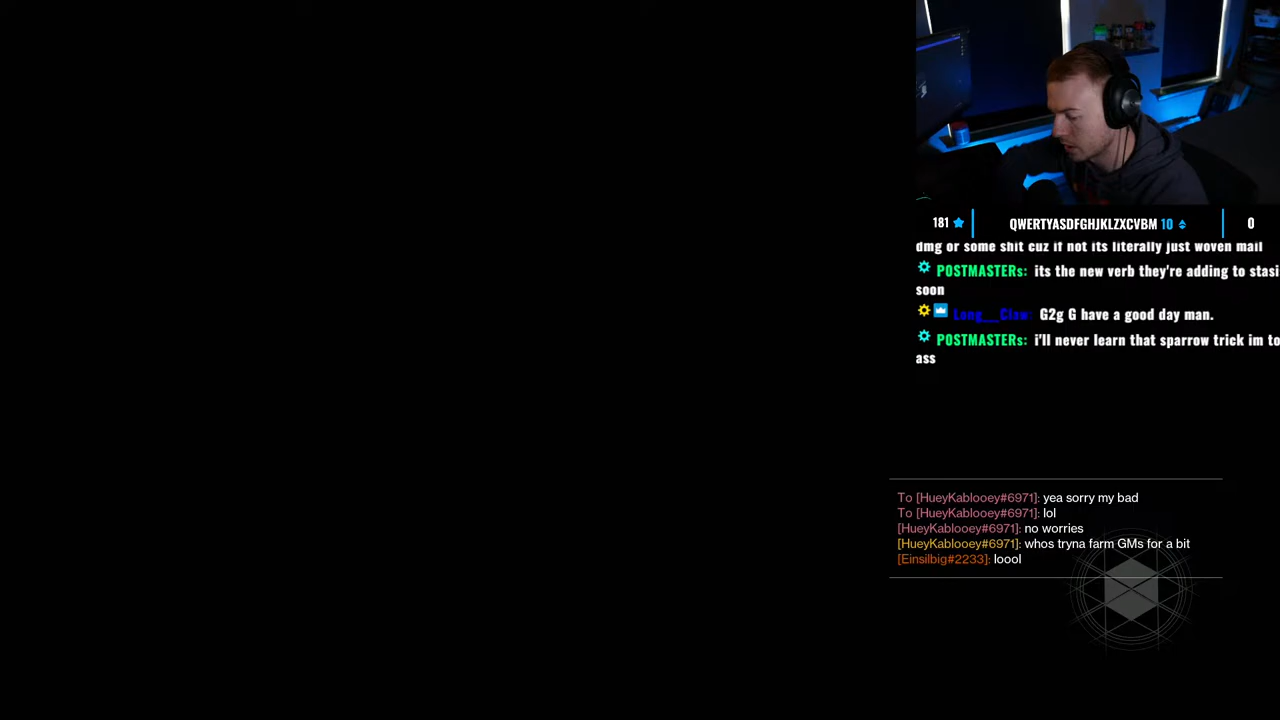 181
QWERTYASDFGHJKLZXCVBM 10
0
dmg or some shit cuz if not its literally just woven mail
POSTMASTERs: its the new verb they're adding to stasi
soon
Long__Claw: G2g G have a good day man.
POSTMASTERs: i'll never learn that sparrow trick im to
ass
To [HueyKablooey#6971]: yea sorry my bad
To [HueyKablooey#6971]: lol
[HueyKablooey#6971]: no worries
[HueyKablooey#6971]: whos tryna farm GMs for a bit
[Einsilbig#2233]: loool